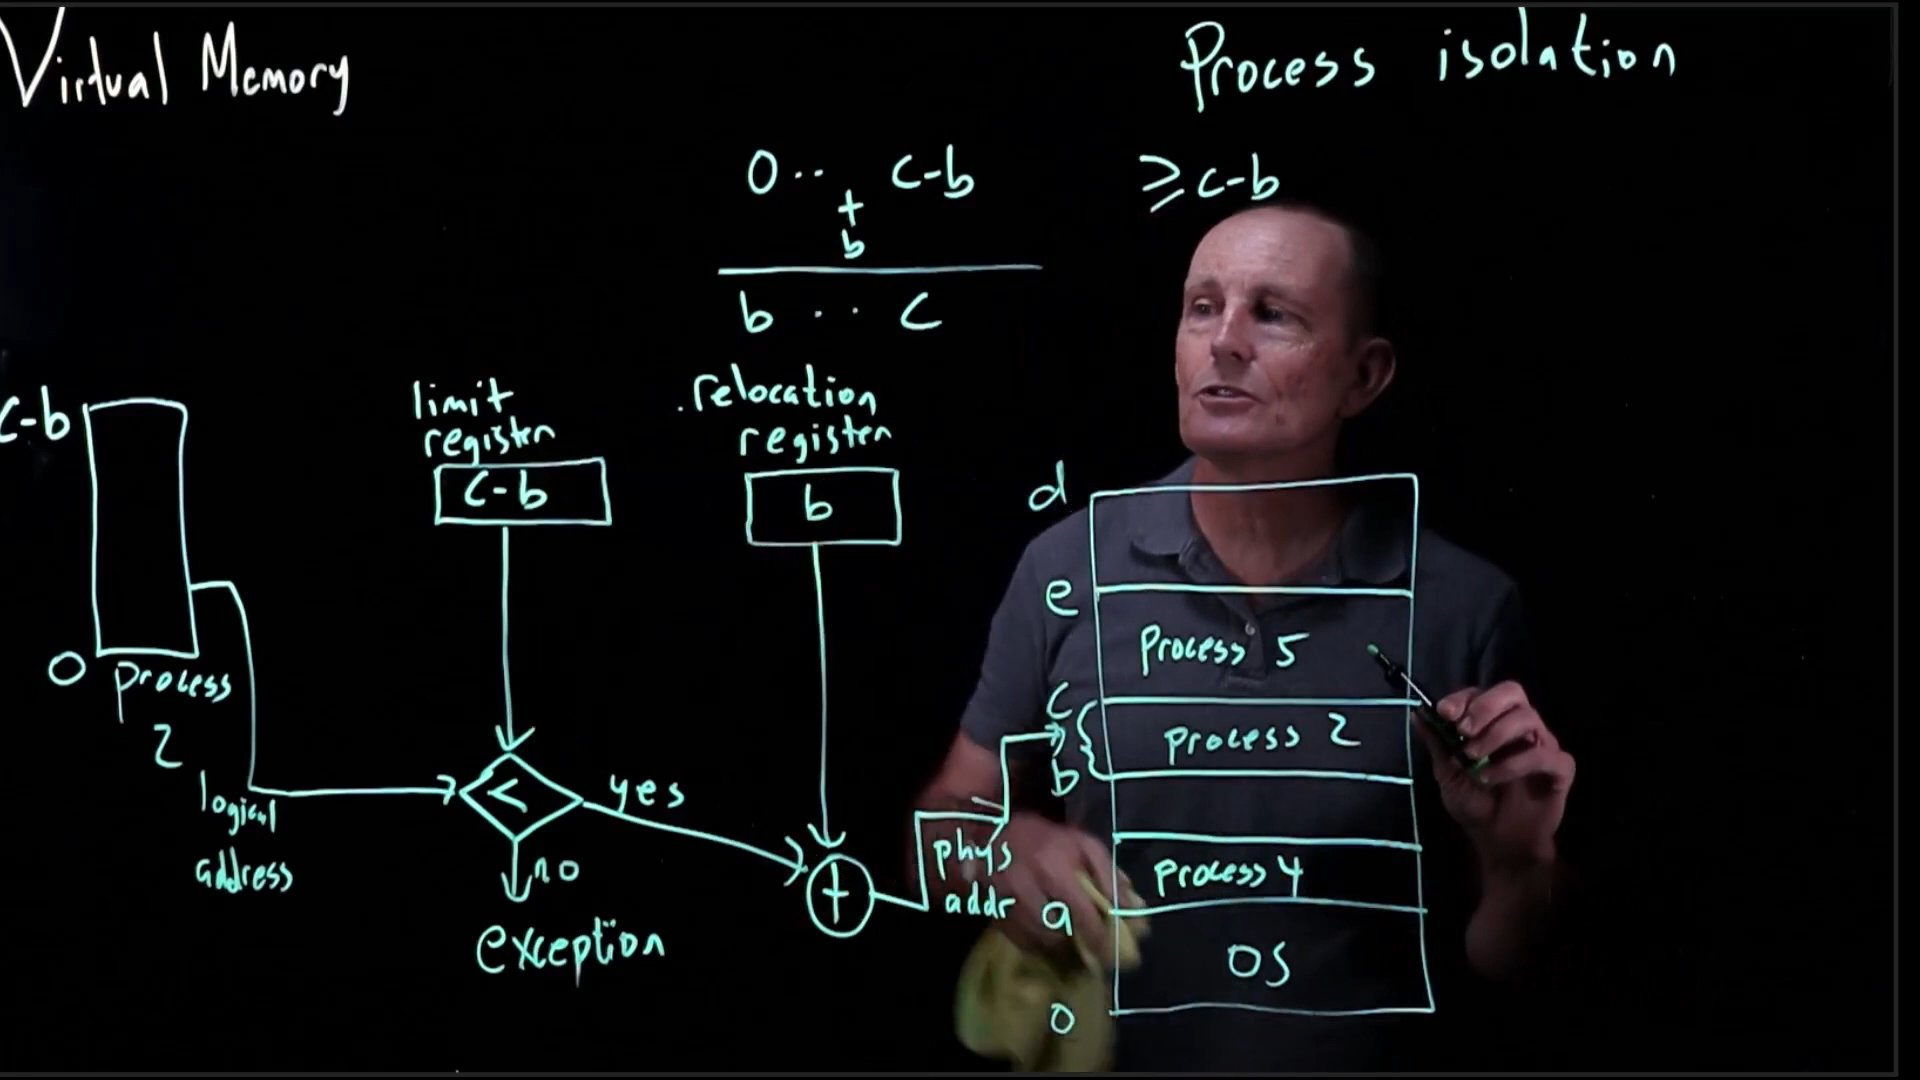 Virtual Memory
Process isolation
0 .. c-b
+
b
b .. c
≥ c-b
c-b
0
process
2
logical
address
limit
register
c-b
<
yes
no
exception
relocation
register
b
+
phys
addr
d
e
process 5
c
process 2
b
process 4
a
OS
0